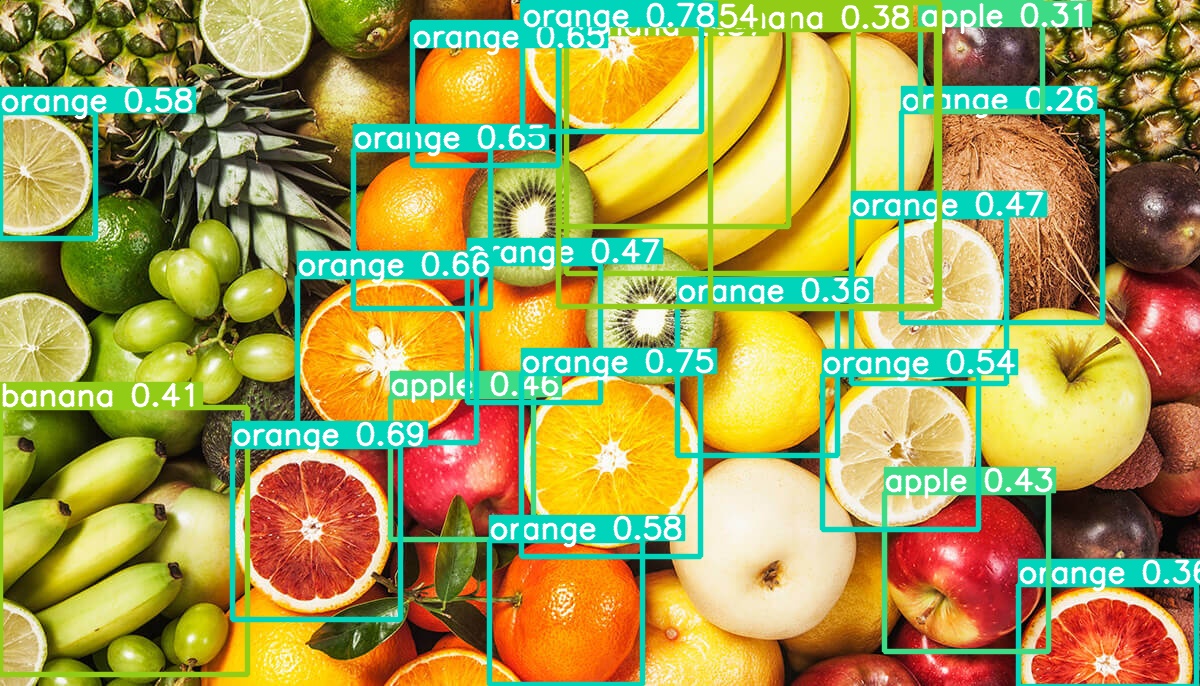 orange 0.78
apple 0.31
orange 0.65
orange 0.58
orange 0.26
orange 0.65
orange 0.47
orange 0.47
orange 0.66
orange 0.36
orange 0.75
orange 0.54
apple 0.46
banana 0.41
orange 0.69
apple 0.43
orange 0.58
orange 0.36